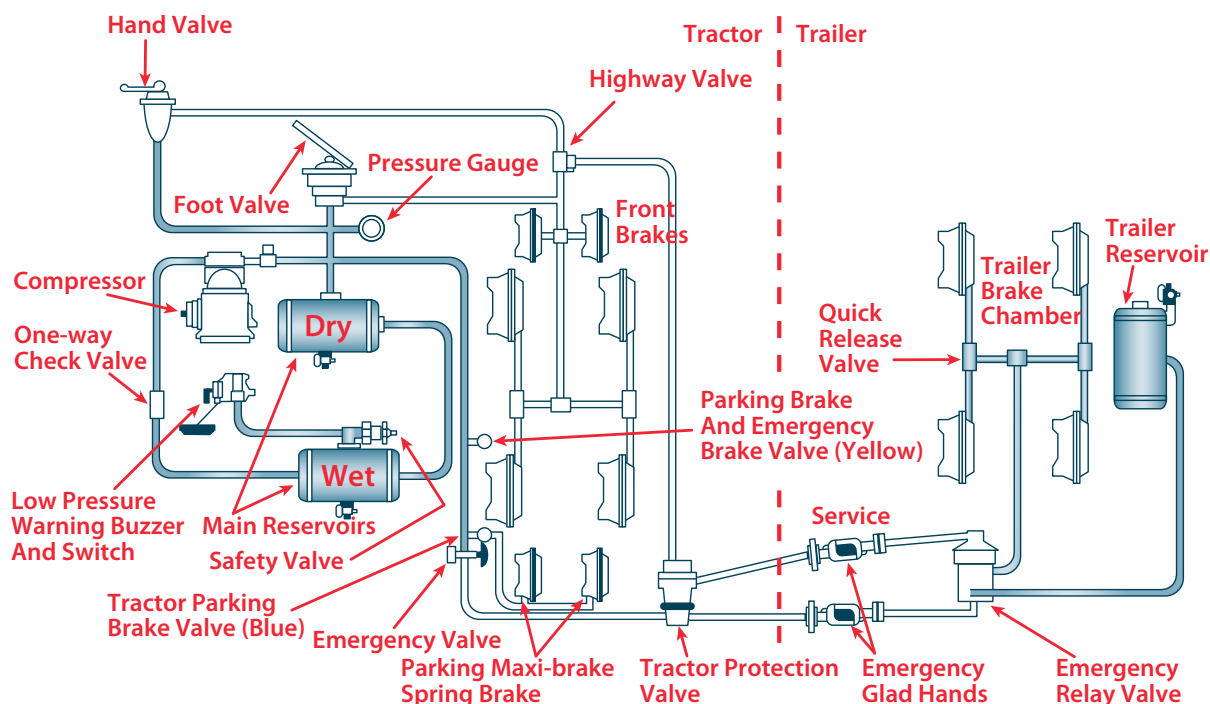 Hand Valve
Tractor
Trailer
Highway Valve
Pressure Gauge
Foot Valve
Front
Brakes
Trailer
Reservoir
Compressor
Trailer
Brake
Chamber
Dry
One-way
Check Valve
Quick
Release
Valve
Parking Brake
And Emergency
Brake Valve (Yellow)
Wet
Low Pressure
Warning Buzzer
And Switch
Main Reservoirs
Service
Safety Valve
Tractor Parking
Brake Valve (Blue)
Emergency Valve
Parking Maxi-brake
Spring Brake
Tractor Protection
Valve
Emergency
Glad Hands
Emergency
Relay Valve